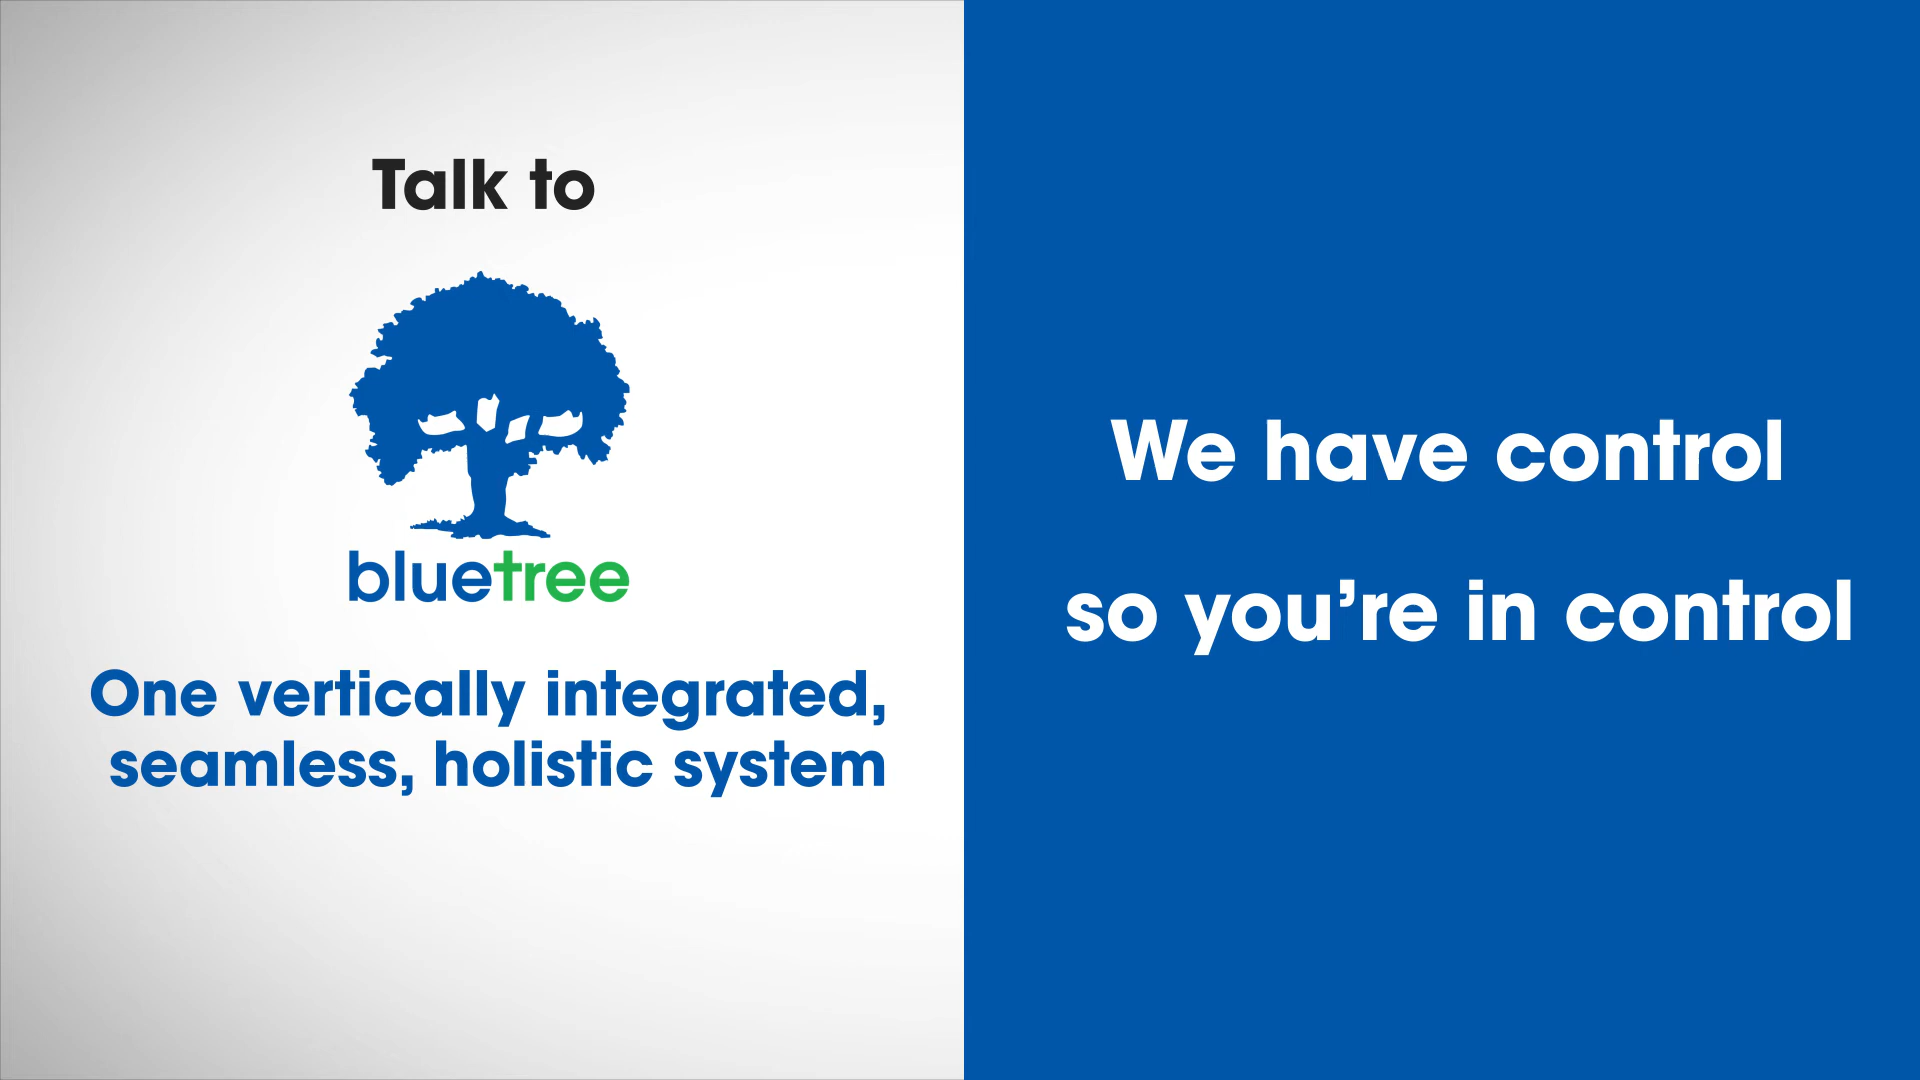 Talk to
bluetree
One vertically integrated,
seamless, holistic system
We have control
so you’re in control